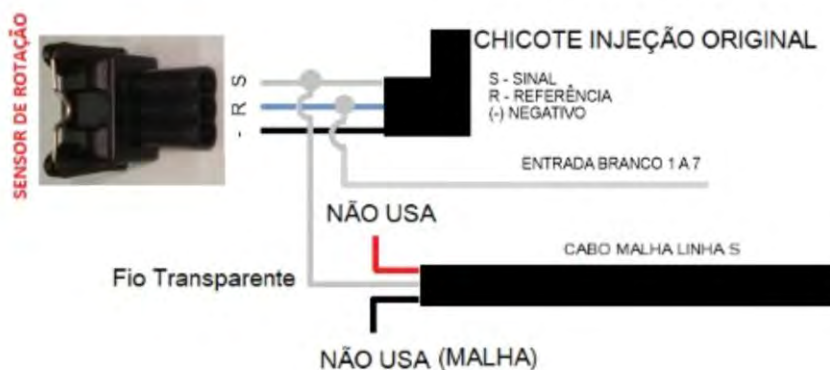 SENSOR DE ROTAÇÃO
S
R
-
CHICOTE INJEÇÃO ORIGINAL
S - SINAL
R - REFERÊNCIA
(-) NEGATIVO
ENTRADA BRANCO 1 A 7
NÃO USA
CABO MALHA LINHA S
Fio Transparente
NÃO USA (MALHA)